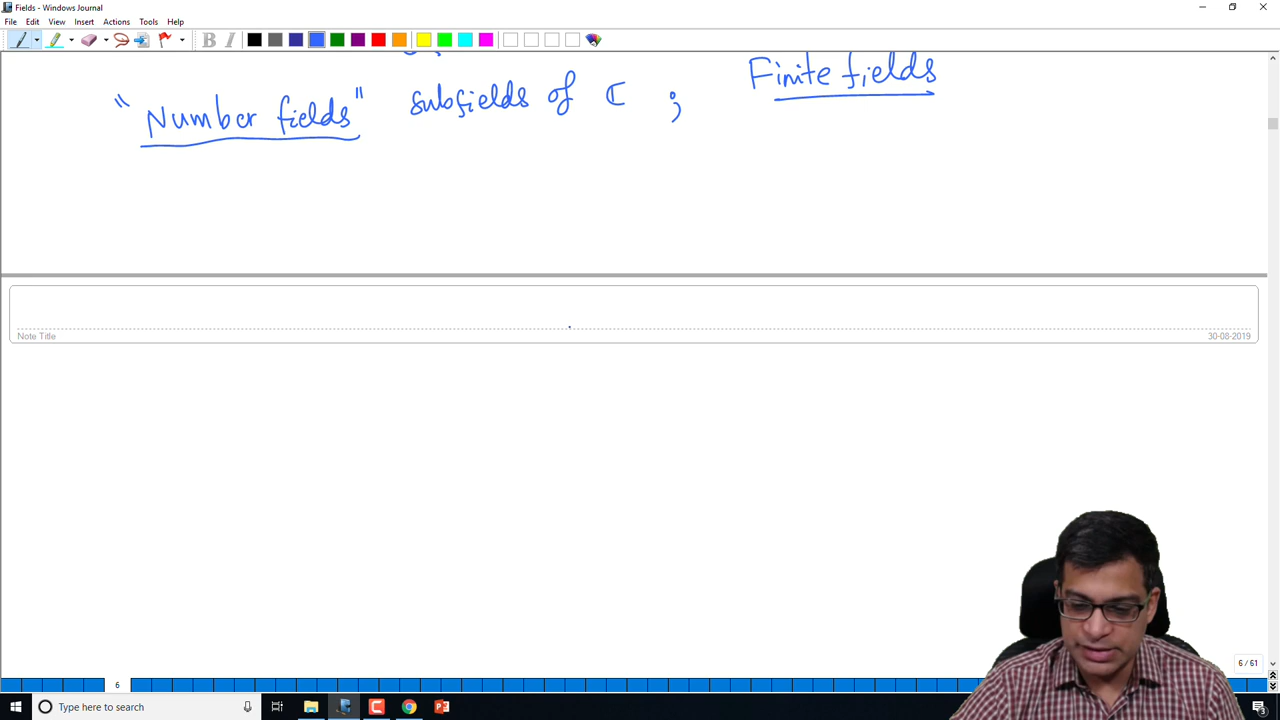 Fields - Windows Journal
File Edit View Insert Actions Tools Help
B I
Finite fields
"Number fields" subfields of ℂ ;
Note Title
30-08-2019
6 / 61
6
Type here to search
3